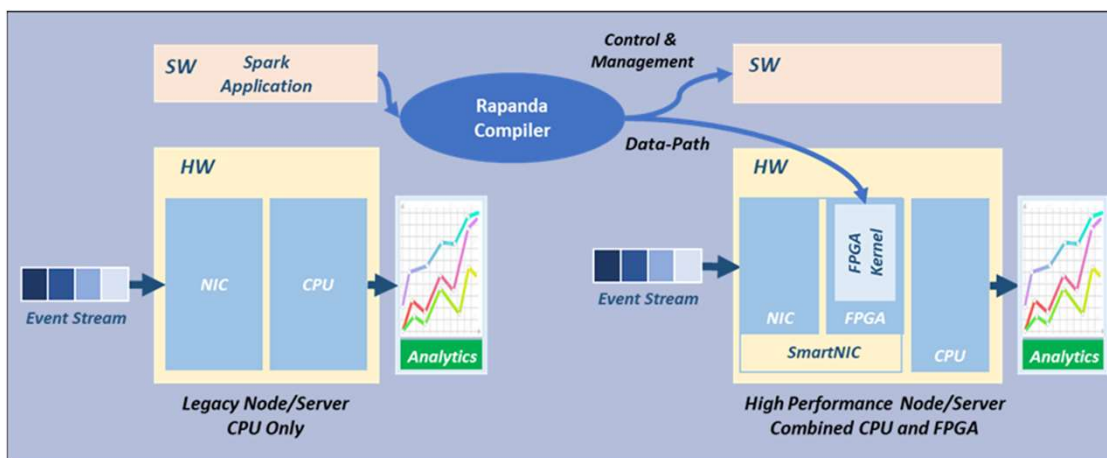 SW
Spark
Application
Rapanda
Compiler
Control &
Management
SW
Data-Path
HW
NIC
CPU
Event Stream
Analytics
Legacy Node/Server
CPU Only
HW
FPGA
Kernel
NIC
FPGA
SmartNIC
CPU
Event Stream
Analytics
High Performance Node/Server
Combined CPU and FPGA